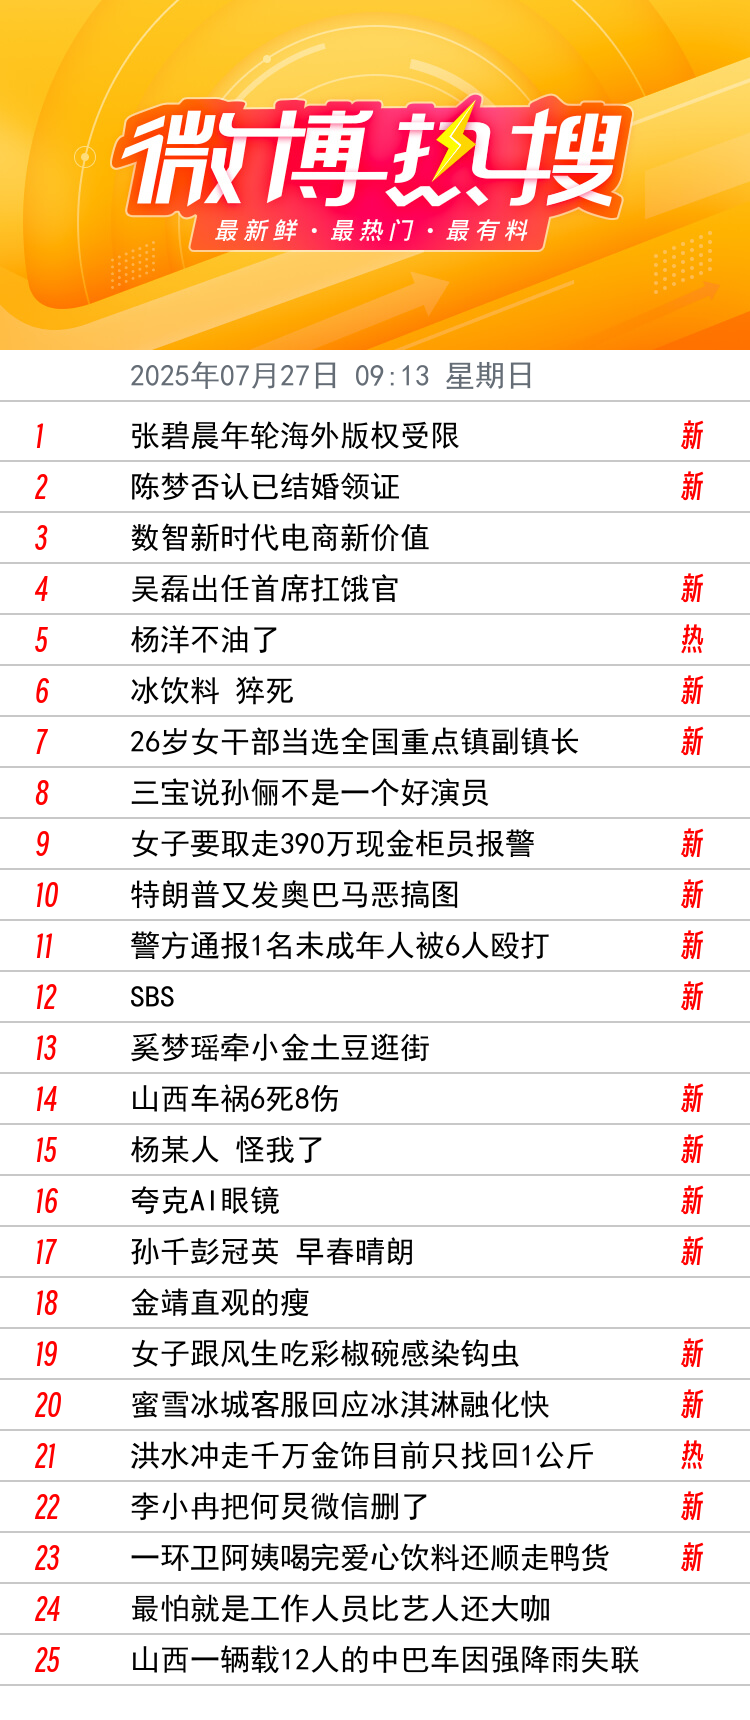 微博热搜
最新鲜·最热门·最有料
2025年07月27日 09:13 星期日
1 张碧晨年轮海外版权受限 新
2 陈梦否认已结婚领证 新
3 数智新时代电商新价值
4 吴磊出任首席扛饿官 新
5 杨洋不油了 热
6 冰饮料 猝死 新
7 26岁女干部当选全国重点镇副镇长 新
8 三宝说孙俪不是一个好演员
9 女子要取走390万现金柜员报警 新
10 特朗普又发奥巴马恶搞图 新
11 警方通报1名未成年人被6人殴打 新
12 SBS 新
13 奚梦瑶牵小金土豆逛街
14 山西车祸6死8伤 新
15 杨某人 怪我了 新
16 夸克AI眼镜 新
17 孙千彭冠英 早春晴朗 新
18 金靖直观的瘦
19 女子跟风生吃彩椒碗感染钩虫 新
20 蜜雪冰城客服回应冰淇淋融化快 新
21 洪水冲走千万金饰目前只找回1公斤 热
22 李小冉把何炅微信删了 新
23 一环卫阿姨喝完爱心饮料还顺走鸭货 新
24 最怕就是工作人员比艺人还大咖
25 山西一辆载12人的中巴车因强降雨失联